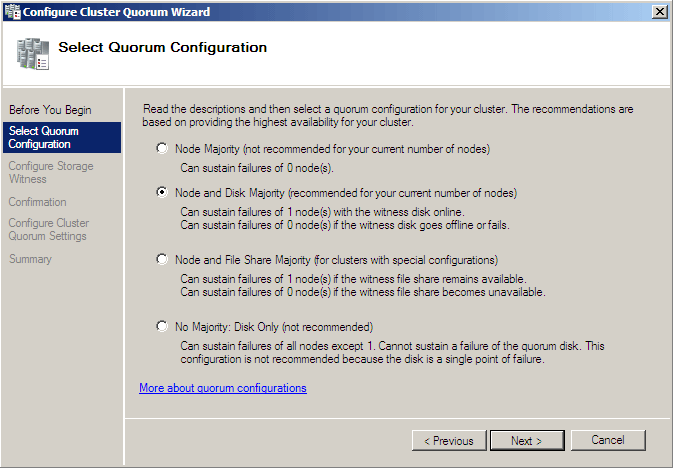 Configure Cluster Quorum Wizard
Select Quorum Configuration
Before You Begin
Select Quorum
Configuration
Configure Storage
Witness
Confirmation
Configure Cluster
Quorum Settings
Summary
Read the descriptions and then select a quorum configuration for your cluster. The recommendations are
based on providing the highest availability for your cluster.
Node Majority (not recommended for your current number of nodes)
Can sustain failures of 0 node(s).
Node and Disk Majority (recommended for your current number of nodes)
Can sustain failures of 1 node(s) with the witness disk online.
Can sustain failures of 0 node(s) if the witness disk goes offline or fails.
Node and File Share Majority (for clusters with special configurations)
Can sustain failures of 1 node(s) if the witness file share remains available.
Can sustain failures of 0 node(s) if the witness file share becomes unavailable.
No Majority: Disk Only (not recommended)
Can sustain failures of all nodes except 1. Cannot sustain a failure of the quorum disk. This
configuration is not recommended because the disk is a single point of failure.
More about quorum configurations
< Previous
Next >
Cancel